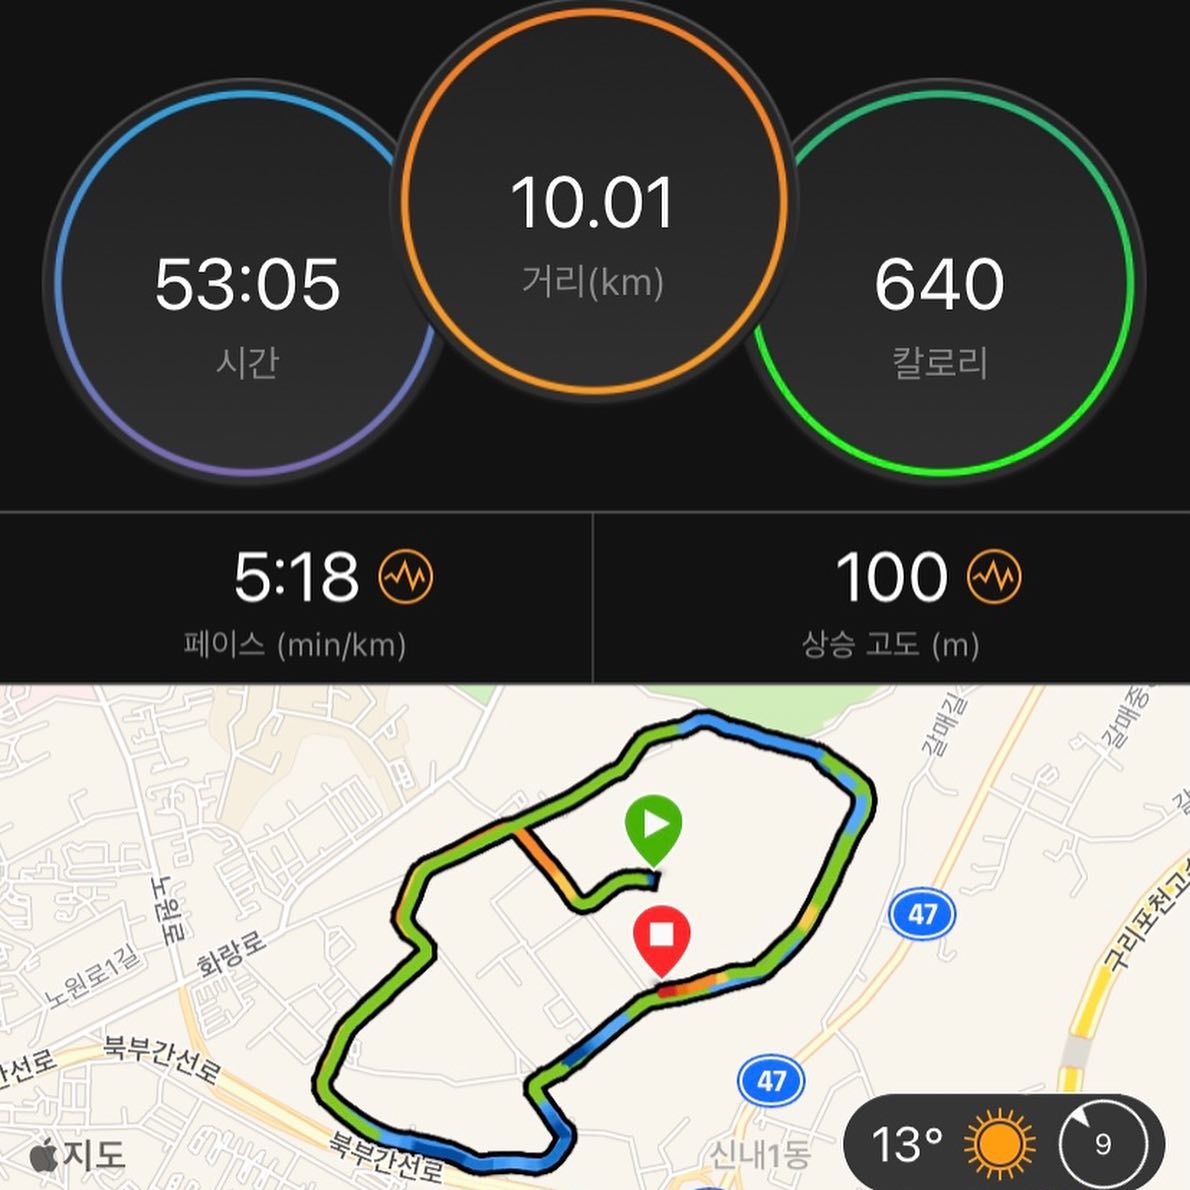 10.01
거리(km)
53:05
시간
640
칼로리
5:18
페이스 (min/km)
100
상승 고도 (m)
갈매길
갈매중
갈
노원로
화랑로
노원로1길
47
구리포천고속
북부간선로
간선로
47
북부간선로
신내1동
지도
13°
9